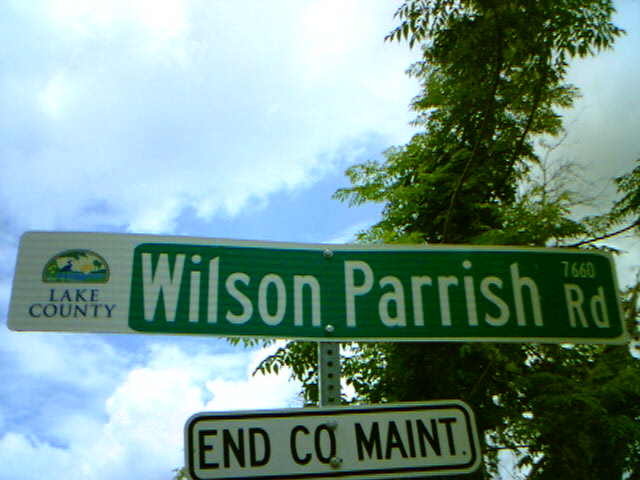 LAKE
COUNTY
Wilson Parrish Rd
7660
END CO MAINT.